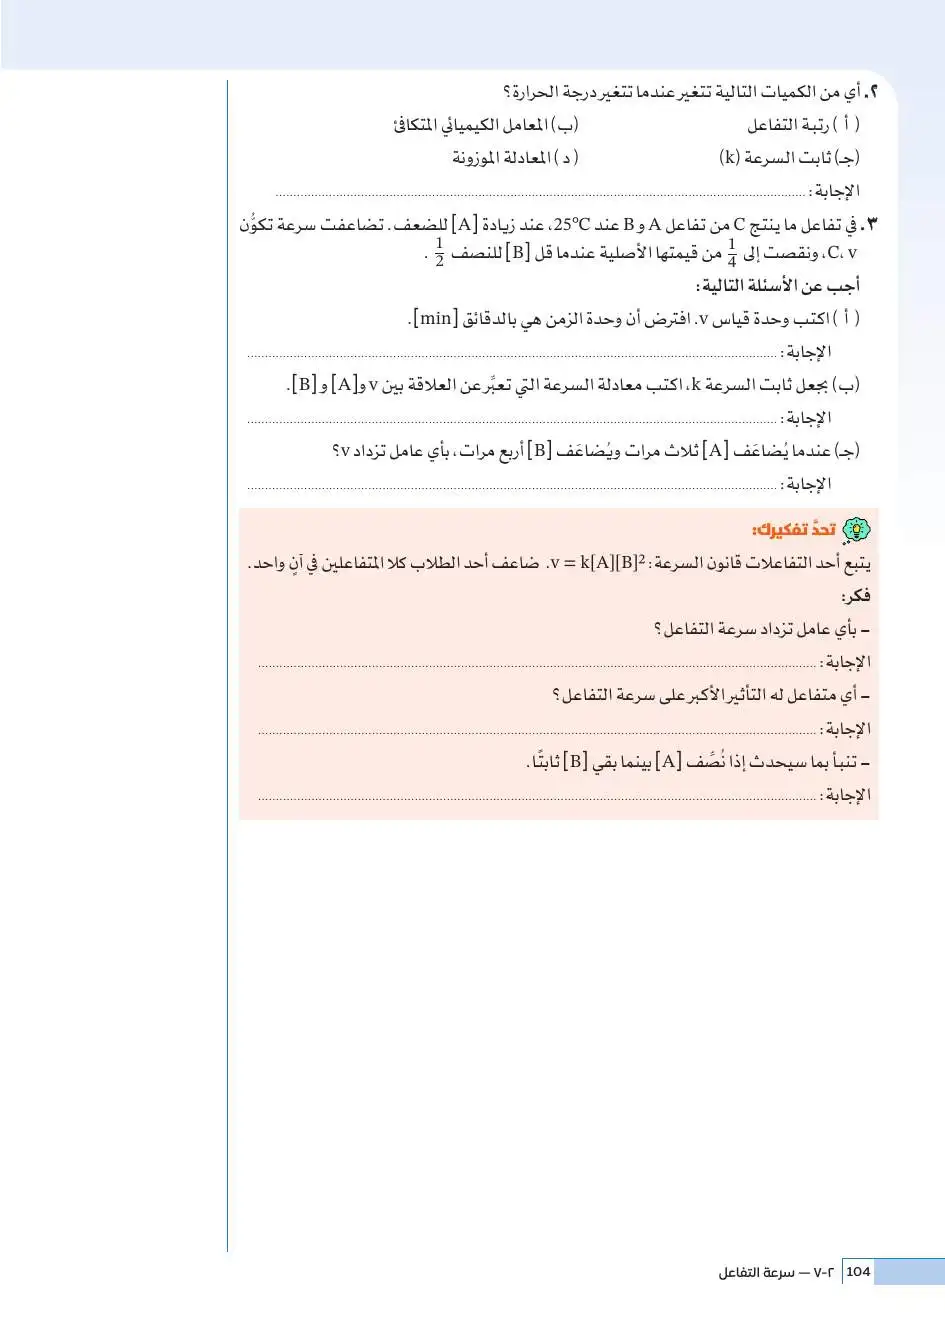 ٢. أي من الكميات التالية تتغير عندما تتغير درجة الحرارة؟
( أ ) رتبة التفاعل (ب) المعامل الكيميائي المتكافئ
(جـ) ثابت السرعة (k) ( د ) المعادلة الموزونة
الإجابة :
٣. في تفاعل ما ينتج C من تفاعل A و B عند 25°C، عند زيادة [A] للضعف. تضاعفت سرعة تكوُّن
C، v، ونقصت إلى 1/4 من قيمتها الأصلية عندما قل [B] للنصف 1/2 .
أجب عن الأسئلة التالية:
( أ ) اكتب وحدة قياس v. افترض أن وحدة الزمن هي بالدقائق [min].
الإجابة :
(ب) بجعل ثابت السرعة k، اكتب معادلة السرعة التي تعبِّر عن العلاقة بين v و[A] و [B].
الإجابة :
(جـ) عندما يُضاعَف [A] ثلاث مرات ويُضاعَف [B] أربع مرات، بأي عامل تزداد v؟
الإجابة :
تحدَّ تفكيرك:
يتبع أحد التفاعلات قانون السرعة: v = k[A][B]². ضاعف أحد الطلاب كلا المتفاعلين في آنٍ واحد.
فكر:
– بأي عامل تزداد سرعة التفاعل؟
الإجابة :
– أي متفاعل له التأثير الأكبر على سرعة التفاعل؟
الإجابة :
– تنبأ بما سيحدث إذا نُصِّف [A] بينما بقي [B] ثابتًا.
الإجابة :
104 ٢-٧ — سرعة التفاعل